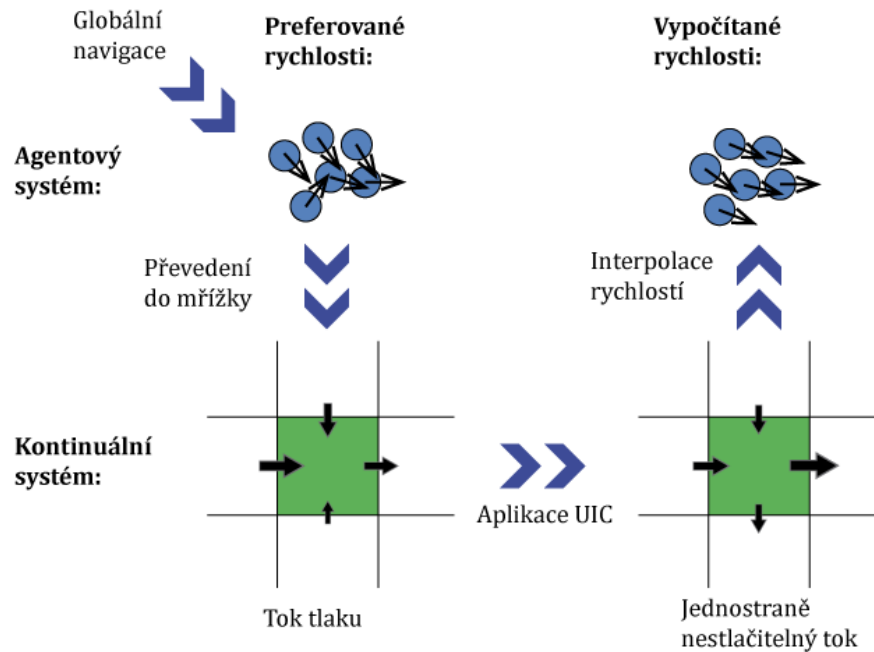 Globální
navigace
Preferované
rychlosti:
Vypočítané
rychlosti:
Agentový
systém:
Převedení
do mřížky
Interpolace
rychlostí
Kontinuální
systém:
Aplikace UIC
Tok tlaku
Jednostraně
nestlačitelný tok